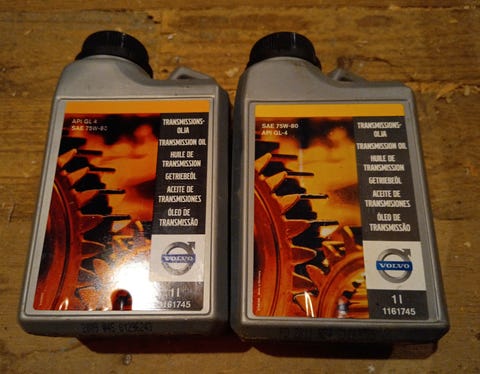 API GL 4
SAE 75W-80
TRANSMISSIONS-
OLJA
TRANSMISSION OIL
HUILE DE
TRANSMISSION
GETRIEBEÖL
ACEITE DE
TRANSMISIONES
ÓLEO DE
TRANSMISSÃO
VOLVO
1 l
1161745
SAE 75W-80
API GL-4
TRANSMISSIONS-
OLJA
TRANSMISSION OIL
HUILE DE
TRANSMISSION
GETRIEBEÖL
ACEITE DE
TRANSMISIONES
ÓLEO DE
TRANSMISSÃO
VOLVO
1 l
1161745